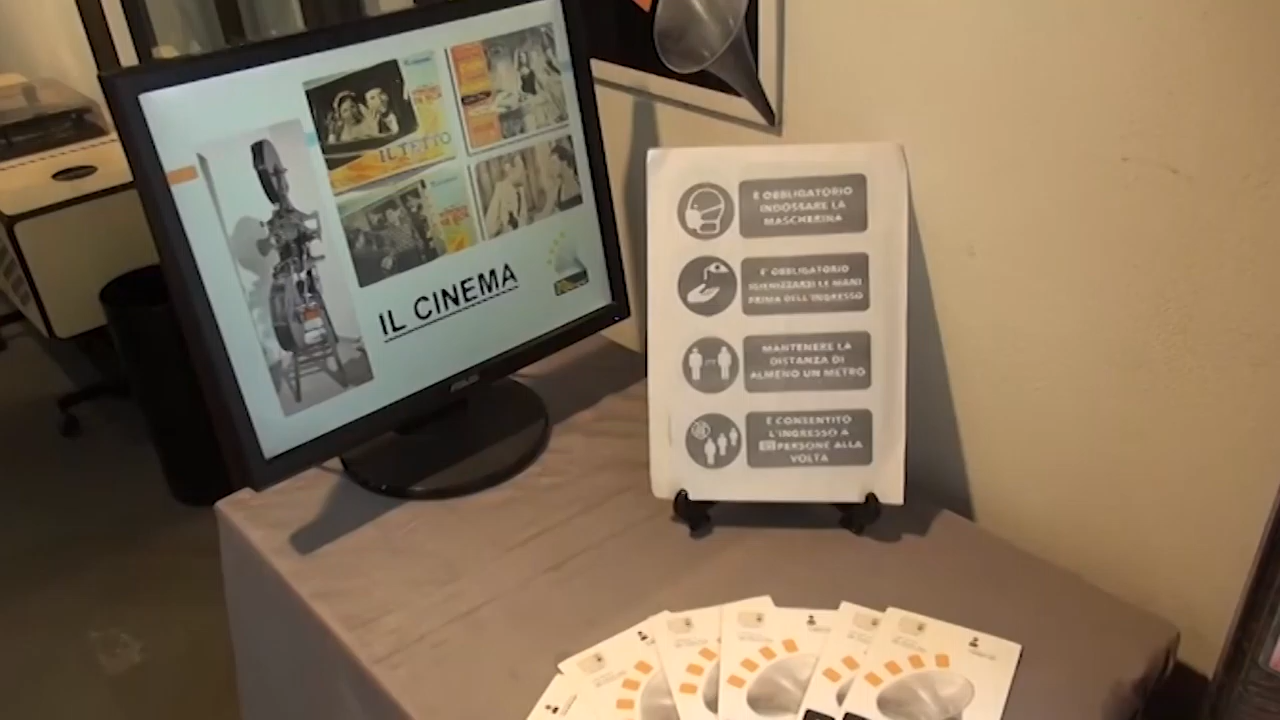 IL TETTO
IL CINEMA
ASUS
È OBBLIGATORIO
INDOSSARE LA
MASCHERINA
E' OBBLIGATORIO
IGIENIZZARSI LE MANI
PRIMA DELL'INGRESSO
MANTENERE LA
DISTANZA DI
ALMENO UN METRO
È CONSENTITO
L'INGRESSO A
PERSONE ALLA
VOLTA